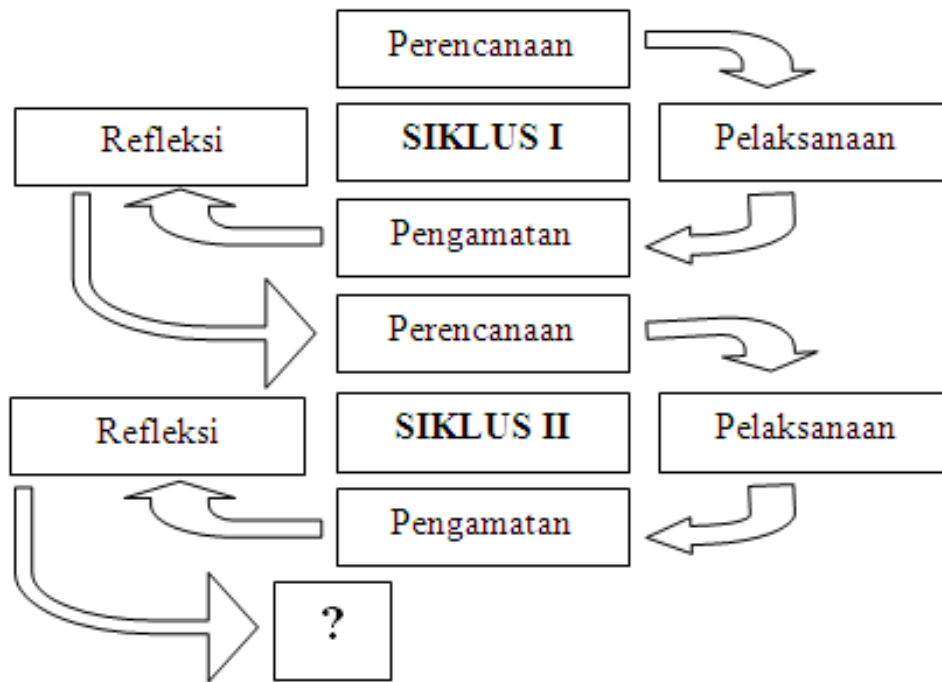 Perencanaan
Refleksi
SIKLUS I
Pelaksanaan
Pengamatan
Perencanaan
Refleksi
SIKLUS II
Pelaksanaan
Pengamatan
?